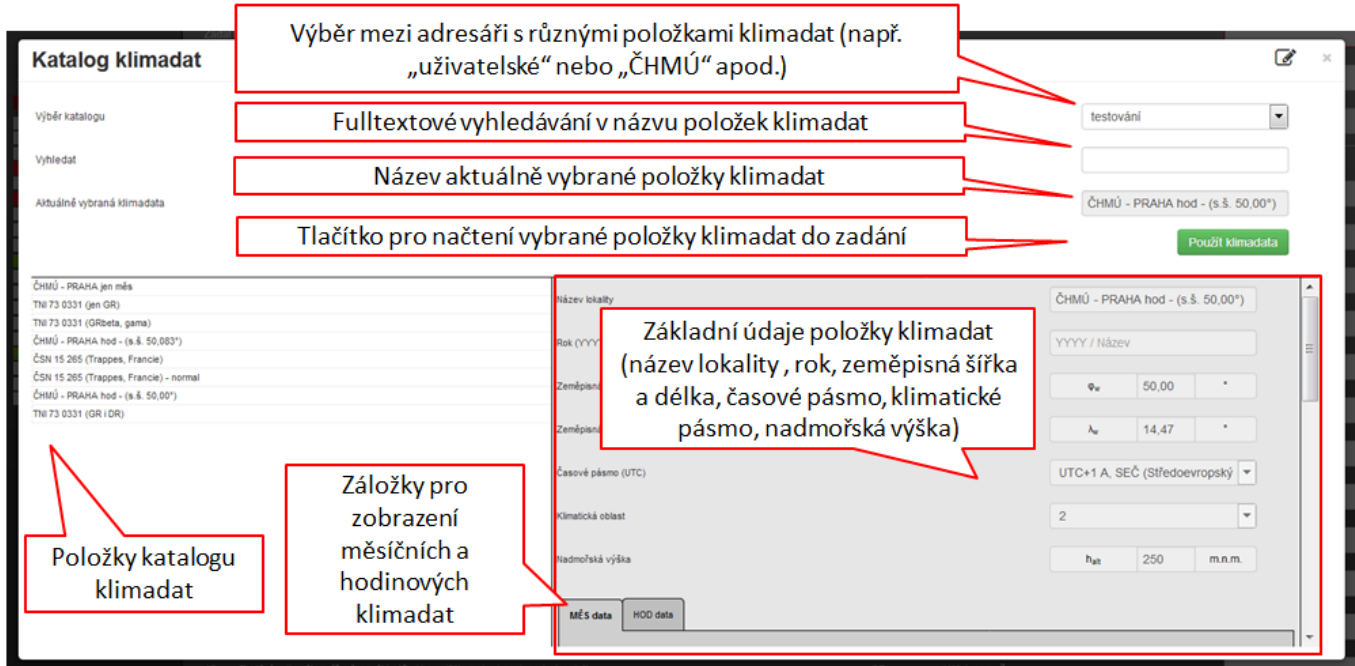 Výběr mezi adresáři s různými položkami klimadat (např.
„uživatelské“ nebo „ČHMÚ“ apod.)
Katalog klimadat
Výběr katalogu
testování
Fulltextové vyhledávání v názvu položek klimadat
Vyhledat
Název aktuálně vybrané položky klimadat
Aktuálně vybraná klimadata
ČHMÚ - PRAHA hod - (s.š. 50,00°)
Tlačítko pro načtení vybrané položky klimadat do zadání
Použít klimadata
ČHMÚ - PRAHA jen měs
TNI 73 0331 (jen GR)
TNI 73 0331 (GRbeta, gama)
ČHMÚ - PRAHA hod - (s.š. 50,083°)
ČSN 15 265 (Trappes, Francie)
ČSN 15 265 (Trappes, Francie) - normal
ČHMÚ - PRAHA hod - (s.š. 50,00°)
TNI 73 0331 (GR i DR)
Položky katalogu
klimadat
Záložky pro
zobrazení
měsíčních a
hodinových
klimadat
Název lokality
ČHMÚ - PRAHA hod - (s.š. 50,00°)
Rok (YYY
YYYY / Název
Základní údaje položky klimadat
(název lokality , rok, zeměpisná šířka
a délka, časové pásmo, klimatické
pásmo, nadmořská výška)
Zeměpisná
φw 50,00 °
Zeměpisná
λw 14,47 °
Časové pásmo (UTC)
UTC+1 A, SEČ (Středoevropský
Klimatická oblast
2
Nadmořská výška
halt 250 m.n.m.
MĚS data HOD data